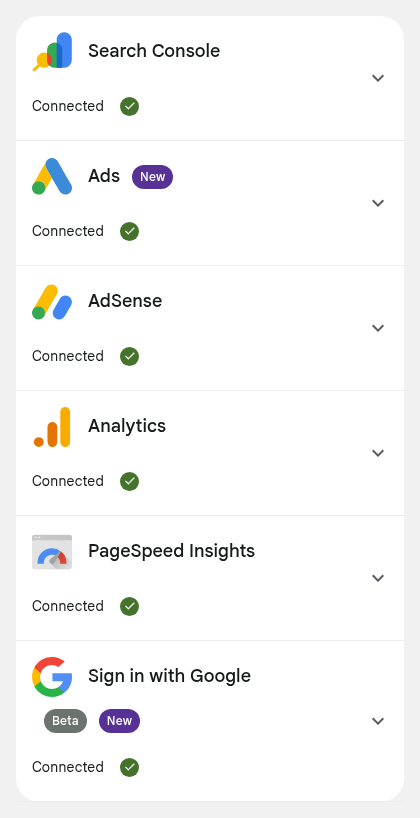 Search Console
Connected
Ads New
Connected
AdSense
Connected
Analytics
Connected
PageSpeed Insights
Connected
Sign in with Google
Beta New
Connected